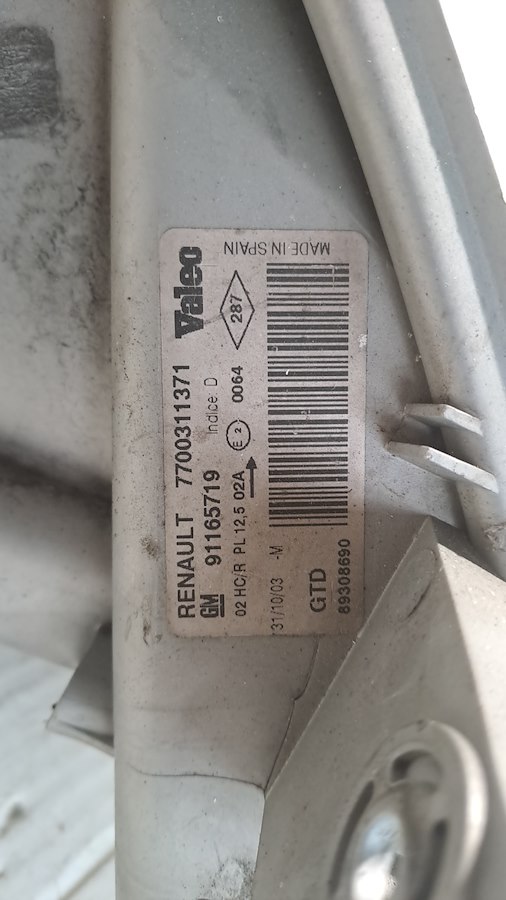 RENAULT 7700311371 Valeo
GM 91165719 Indice D
02 HC/R PL 12,5 02A E2 0064 287
31/10/03 -M
GTD
89308690
MADE IN SPAIN